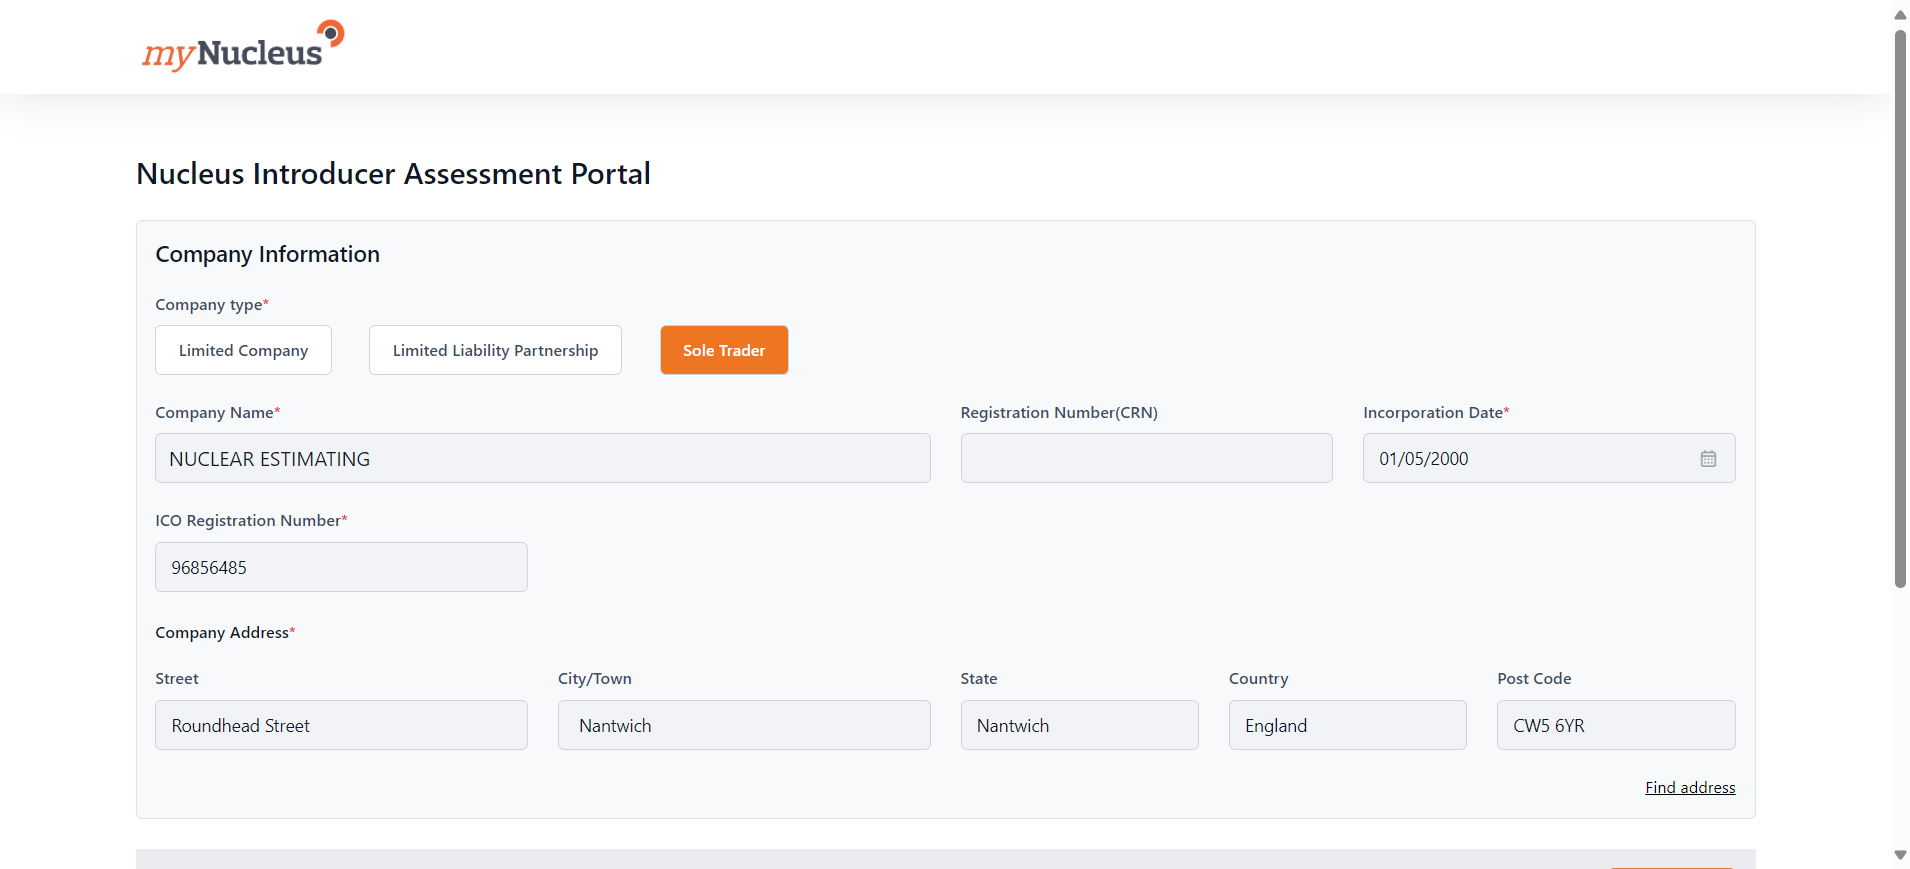 myNucleus
Nucleus Introducer Assessment Portal
Company Information
Company type*
Limited Company
Limited Liability Partnership
Sole Trader
Company Name*
Registration Number(CRN)
Incorporation Date*
NUCLEAR ESTIMATING
01/05/2000
ICO Registration Number*
96856485
Company Address*
Street
City/Town
State
Country
Post Code
Roundhead Street
Nantwich
Nantwich
England
CW5 6YR
Find address